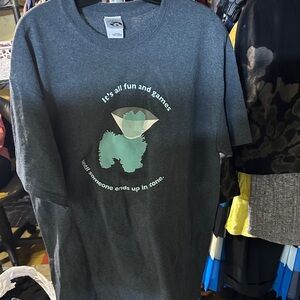 It's all fun and games
until someone ends up in cone.